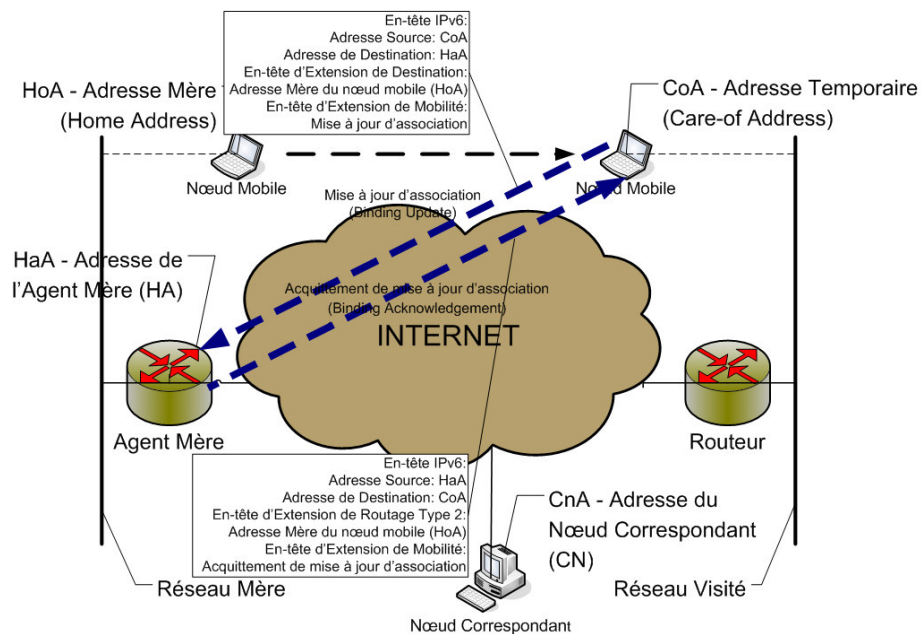 En-tête IPv6:
Adresse Source: CoA
Adresse de Destination: HaA
En-tête d'Extension de Destination:
Adresse Mère du nœud mobile (HoA)
En-tête d'Extension de Mobilité:
Mise à jour d'association
HoA - Adresse Mère
(Home Address)
CoA - Adresse Temporaire
(Care-of Address)
Nœud Mobile
Nœud Mobile
Mise à jour d'association
(Binding Update)
HaA - Adresse de
l'Agent Mère (HA)
Acquittement de mise à jour d'association
(Binding Acknowledgement)
INTERNET
Agent Mère
Routeur
En-tête IPv6:
Adresse Source: HaA
Adresse de Destination: CoA
En-tête d'Extension de Routage Type 2:
Adresse Mère du nœud mobile (HoA)
En-tête d'Extension de Mobilité:
Acquittement de mise à jour d'association
CnA - Adresse du
Nœud Correspondant
(CN)
Réseau Mère
Réseau Visité
Nœud Correspondant